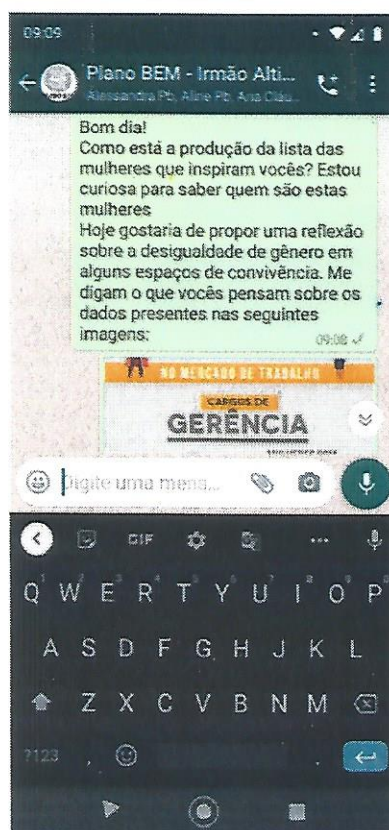 09:09
Plano BEM - Irmão Alti...
Alessandra Pb, Aline Pb, Ana Cláu...
Bom dia!
Como está a produção da lista das
mulheres que inspiram vocês? Estou
curiosa para saber quem são estas
mulheres
Hoje gostaria de propor uma reflexão
sobre a desigualdade de gênero em
alguns espaços de convivência. Me
digam o que vocês pensam sobre os
dados presentes nas seguintes
imagens:
09:08
NO MERCADO DE TRABALHO
CARGOS DE
GERÊNCIA
Digite uma mens...
GIF
Q W E R T Y U I O P
A S D F G H J K L
Z X C V B N M
?123 , .